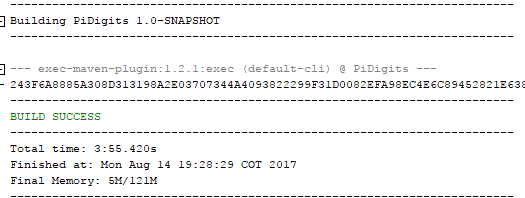 ------------------------------------------------------------------------
Building PiDigits 1.0-SNAPSHOT
------------------------------------------------------------------------
--- exec-maven-plugin:1.2.1:exec (default-cli) @ PiDigits ---
243F6A8885A308D313198A2E03707344A4093822299F31D0082EFA98EC4E6C89452821E638
------------------------------------------------------------------------
BUILD SUCCESS
------------------------------------------------------------------------
Total time: 3:55.420s
Finished at: Mon Aug 14 19:28:29 COT 2017
Final Memory: 5M/121M
------------------------------------------------------------------------